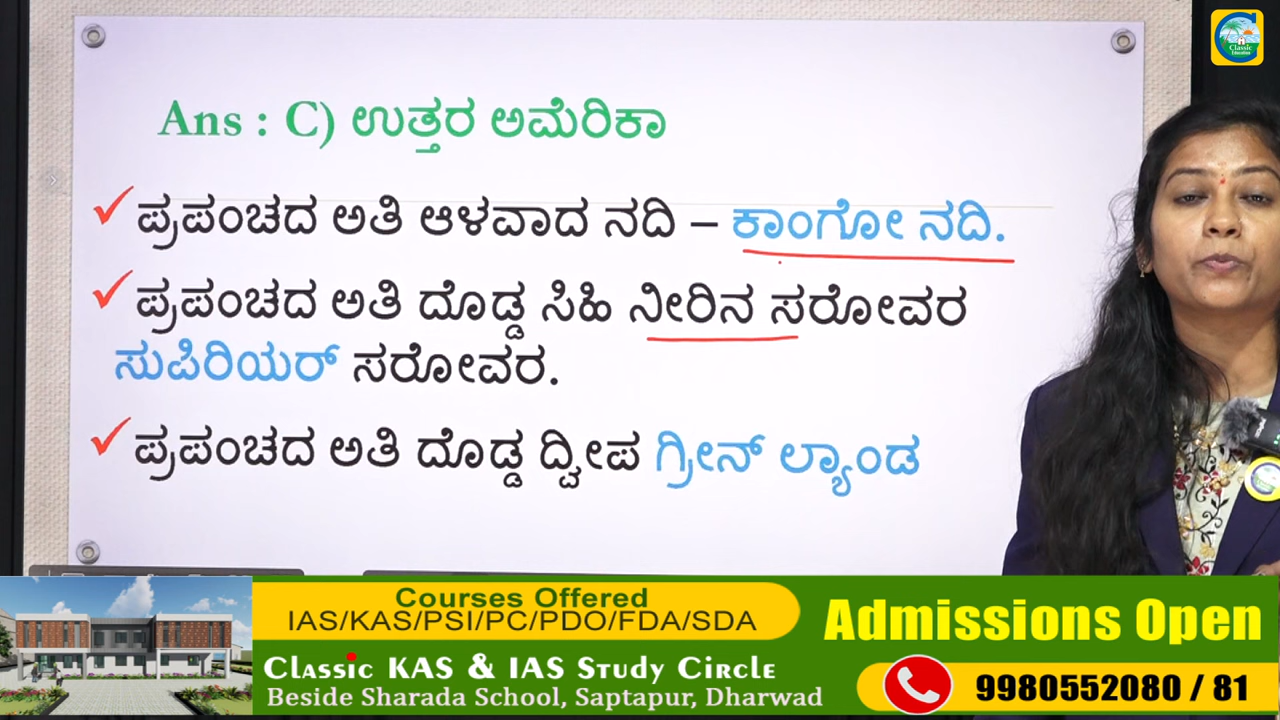 Classic
Education
Ans : C) ಉತ್ತರ ಅಮೆರಿಕಾ
ಪ್ರಪಂಚದ ಅತಿ ಆಳವಾದ ನದಿ – ಕಾಂಗೋ ನದಿ.
ಪ್ರಪಂಚದ ಅತಿ ದೊಡ್ಡ ಸಿಹಿ ನೀರಿನ ಸರೋವರ
ಸುಪಿರಿಯರ್ ಸರೋವರ.
ಪ್ರಪಂಚದ ಅತಿ ದೊಡ್ಡ ದ್ವೀಪ ಗ್ರೀನ್ ಲ್ಯಾಂಡ
Courses Offered
IAS/KAS/PSI/PC/PDO/FDA/SDA
Classic KAS & IAS Study Circle
Beside Sharada School, Saptapur, Dharwad
Admissions Open
9980552080 / 81